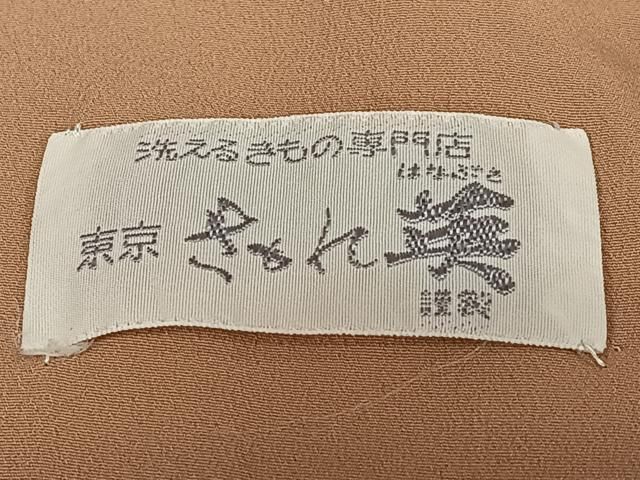 洗えるきもの専門店
はなぶさ
東京 きもの 英
謹製